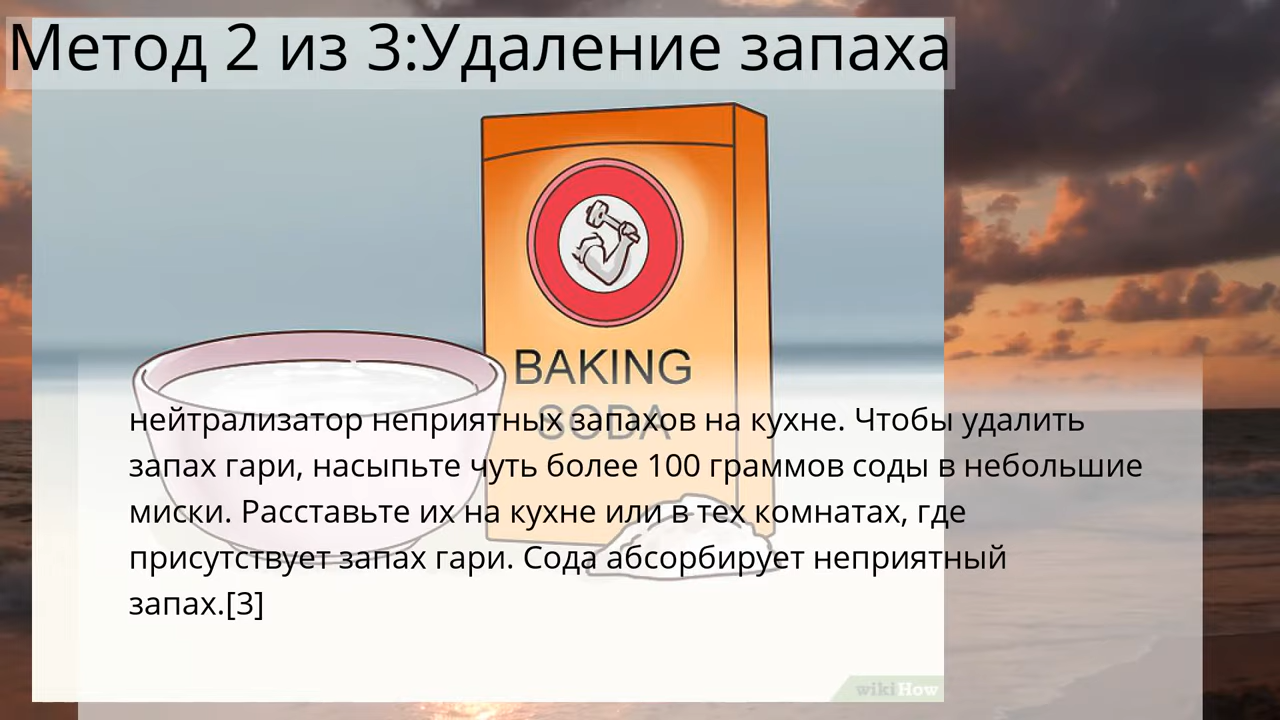 Метод 2 из 3:Удаление запаха
BAKING
SODA
нейтрализатор неприятных запахов на кухне. Чтобы удалить
запах гари, насыпьте чуть более 100 граммов соды в небольшие
миски. Расставьте их на кухне или в тех комнатах, где
присутствует запах гари. Сода абсорбирует неприятный
запах.[3]
wikiHow